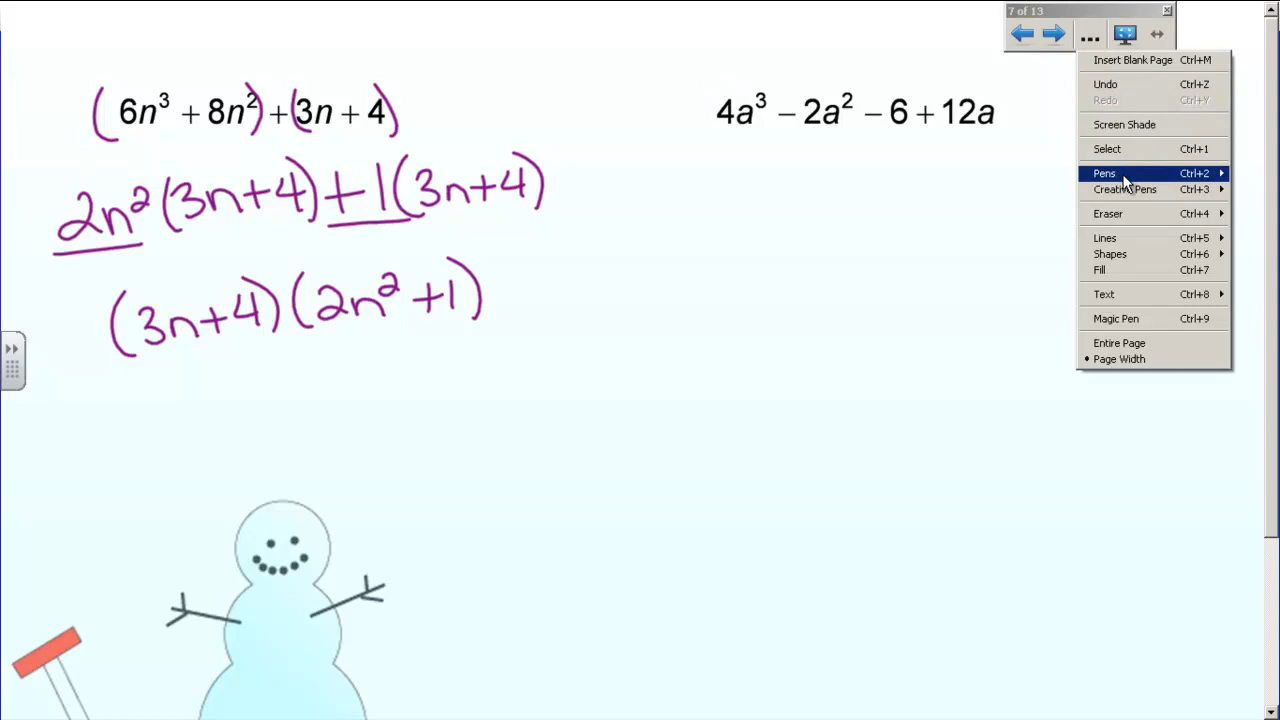 7 of 13
...
(6n³ + 8n²) + (3n + 4)
2n²(3n+4) +1(3n+4)
(3n+4)(2n²+1)
4a³ − 2a² − 6 + 12a
Insert Blank Page Ctrl+M
Undo Ctrl+Z
Redo Ctrl+Y
Screen Shade
Select Ctrl+1
Pens Ctrl+2
Creative Pens Ctrl+3
Eraser Ctrl+4
Lines Ctrl+5
Shapes Ctrl+6
Fill Ctrl+7
Text Ctrl+8
Magic Pen Ctrl+9
Entire Page
Page Width